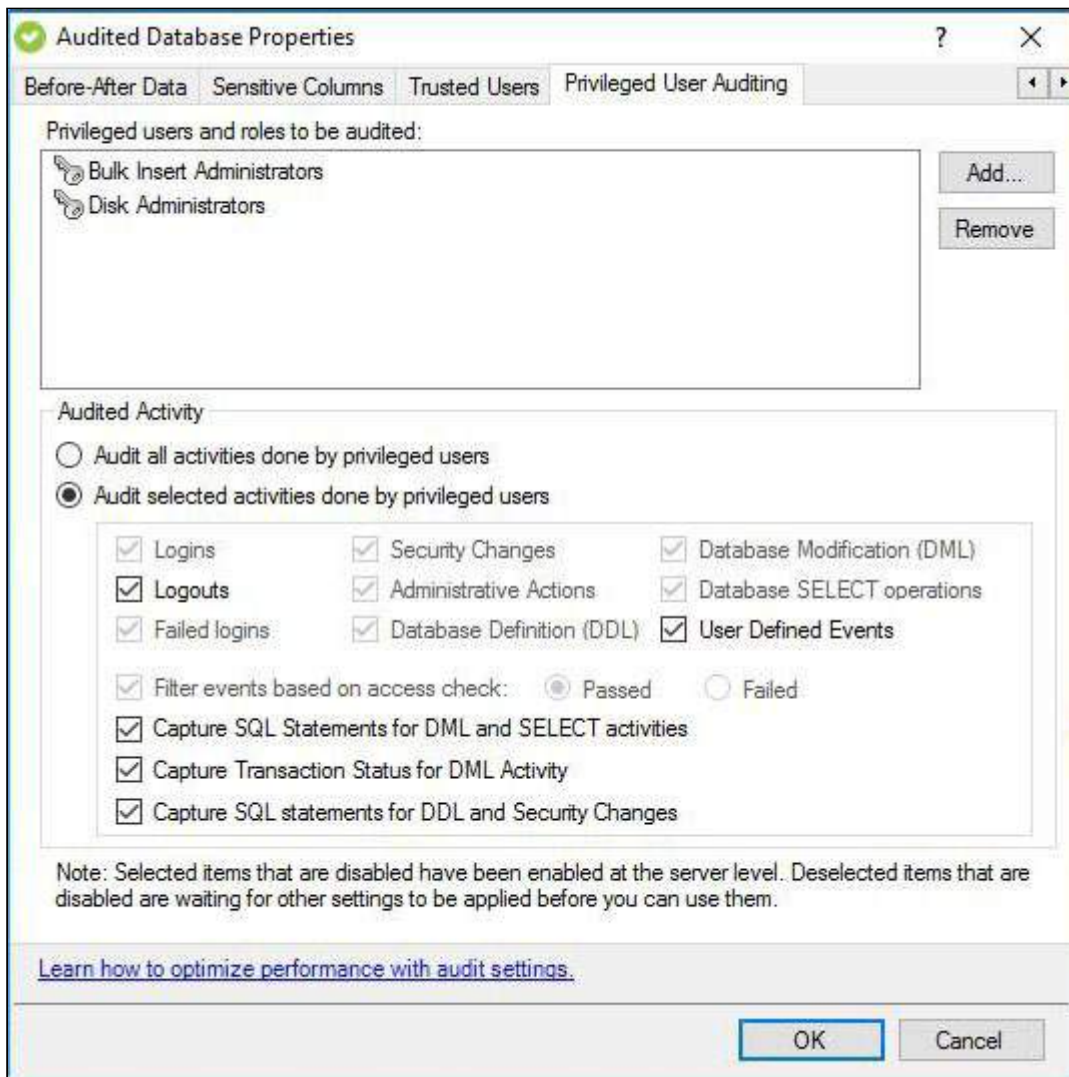 Audited Database Properties
?
Before-After Data Sensitive Columns Trusted Users Privileged User Auditing
Privileged users and roles to be audited:
Bulk Insert Administrators
Disk Administrators
Add...
Remove
Audited Activity
Audit all activities done by privileged users
Audit selected activities done by privileged users
Logins Security Changes Database Modification (DML)
Logouts Administrative Actions Database SELECT operations
Failed logins Database Definition (DDL) User Defined Events
Filter events based on access check: Passed Failed
Capture SQL Statements for DML and SELECT activities
Capture Transaction Status for DML Activity
Capture SQL statements for DDL and Security Changes
Note: Selected items that are disabled have been enabled at the server level. Deselected items that are
disabled are waiting for other settings to be applied before you can use them.
Learn how to optimize performance with audit settings.
OK Cancel